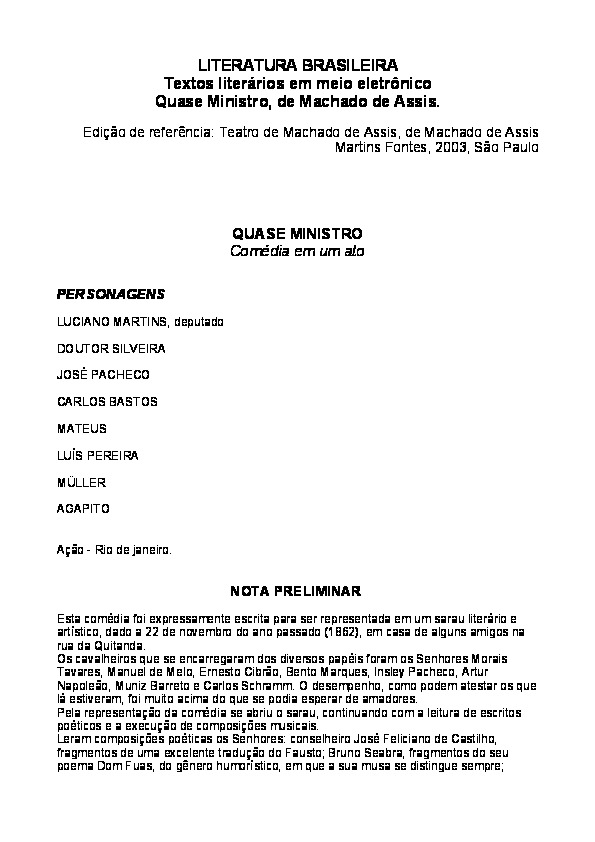 LITERATURA BRASILEIRA
Textos literários em meio eletrônico
Quase Ministro, de Machado de Assis.
Edição de referência: Teatro de Machado de Assis, de Machado de Assis
Martins Fontes, 2003, São Paulo
QUASE MINISTRO
Comédia em um ato
PERSONAGENS
LUCIANO MARTINS, deputado
DOUTOR SILVEIRA
JOSÉ PACHECO
CARLOS BASTOS
MATEUS
LUÍS PEREIRA
MÜLLER
AGAPITO
Ação - Rio de janeiro.
NOTA PRELIMINAR
Esta comédia foi expressamente escrita para ser representada em um sarau literário e
artístico, dado a 22 de novembro do ano passado (1862), em casa de alguns amigos na
rua da Quitanda.
Os cavalheiros que se encarregaram dos diversos papéis foram os Senhores Morais
Tavares, Manuel de Melo, Ernesto Cibrão, Bento Marques, Insley Pacheco, Artur
Napoleão, Muniz Barreto e Carlos Schramm. O desempenho, como podem atestar os que
lá estiveram, foi muito acima do que se podia esperar de amadores.
Pela representação da comédia se abriu o sarau, continuando com a leitura de escritos
poéticos e a execução de composições musicais.
Leram composições poéticas os Senhores: conselheiro José Feliciano de Castilho,
fragmentos de uma excelente tradução do Fausto; Bruno Seabra, fragmentos do seu
poema Dom Fuas, do gênero humorístico, em que a sua musa se distingue sempre;